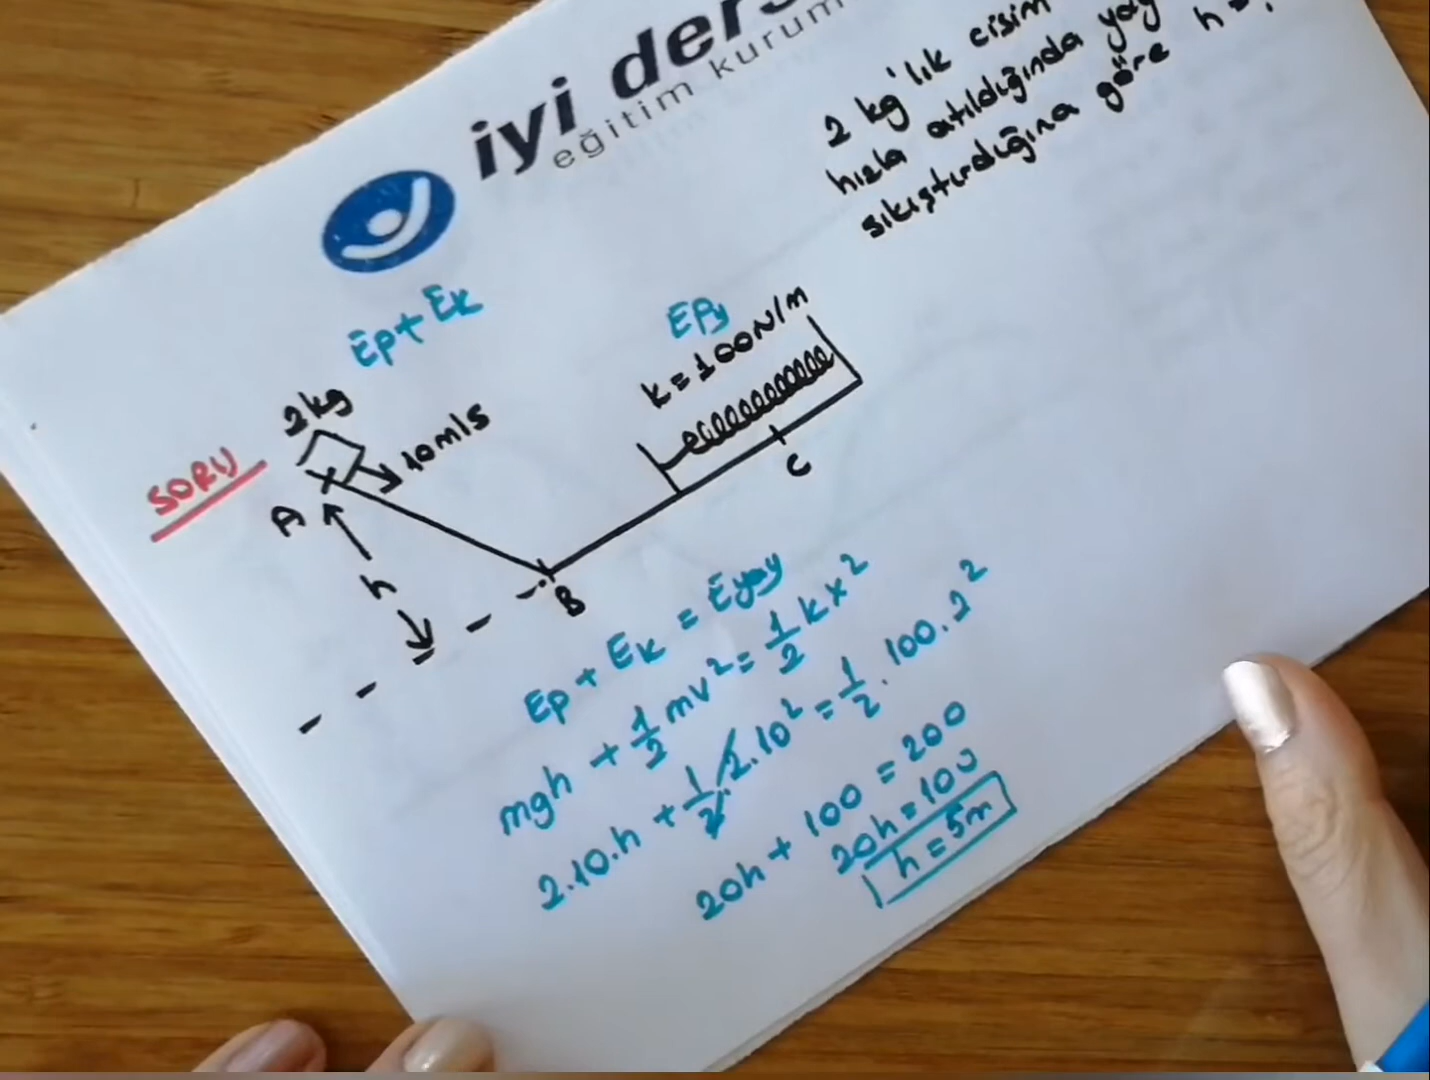 iyi ders
eğitim kurum
2 kg'lık cisim
hızla atıldığında yay
sıkıştırdığına göre h=?
Ep+Ek
Epy
k=100N/m
2kg
10m/s
SORU
A
h
B
C
Ep + Ek = Eyay
mgh + 1/2 mv² = 1/2 kx²
2.10.h + 1/2.2.10² = 1/2.100.2²
20h + 100 = 200
20h = 100
h = 5m